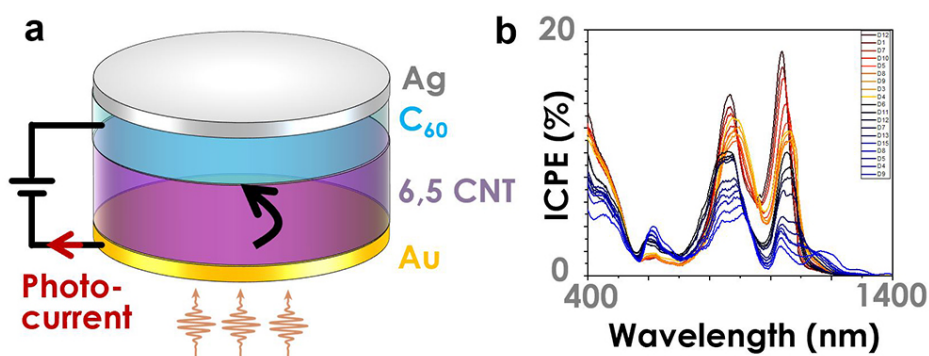 a
Ag
C₆₀
6,5 CNT
Au
Photo-
current
b
20
ICPE (%)
0
400
1400
Wavelength (nm)
D12
D1
D7
D10
D5
D8
D9
D3
D4
D6
D11
D12
D7
D13
D15
D8
D5
D4
D9